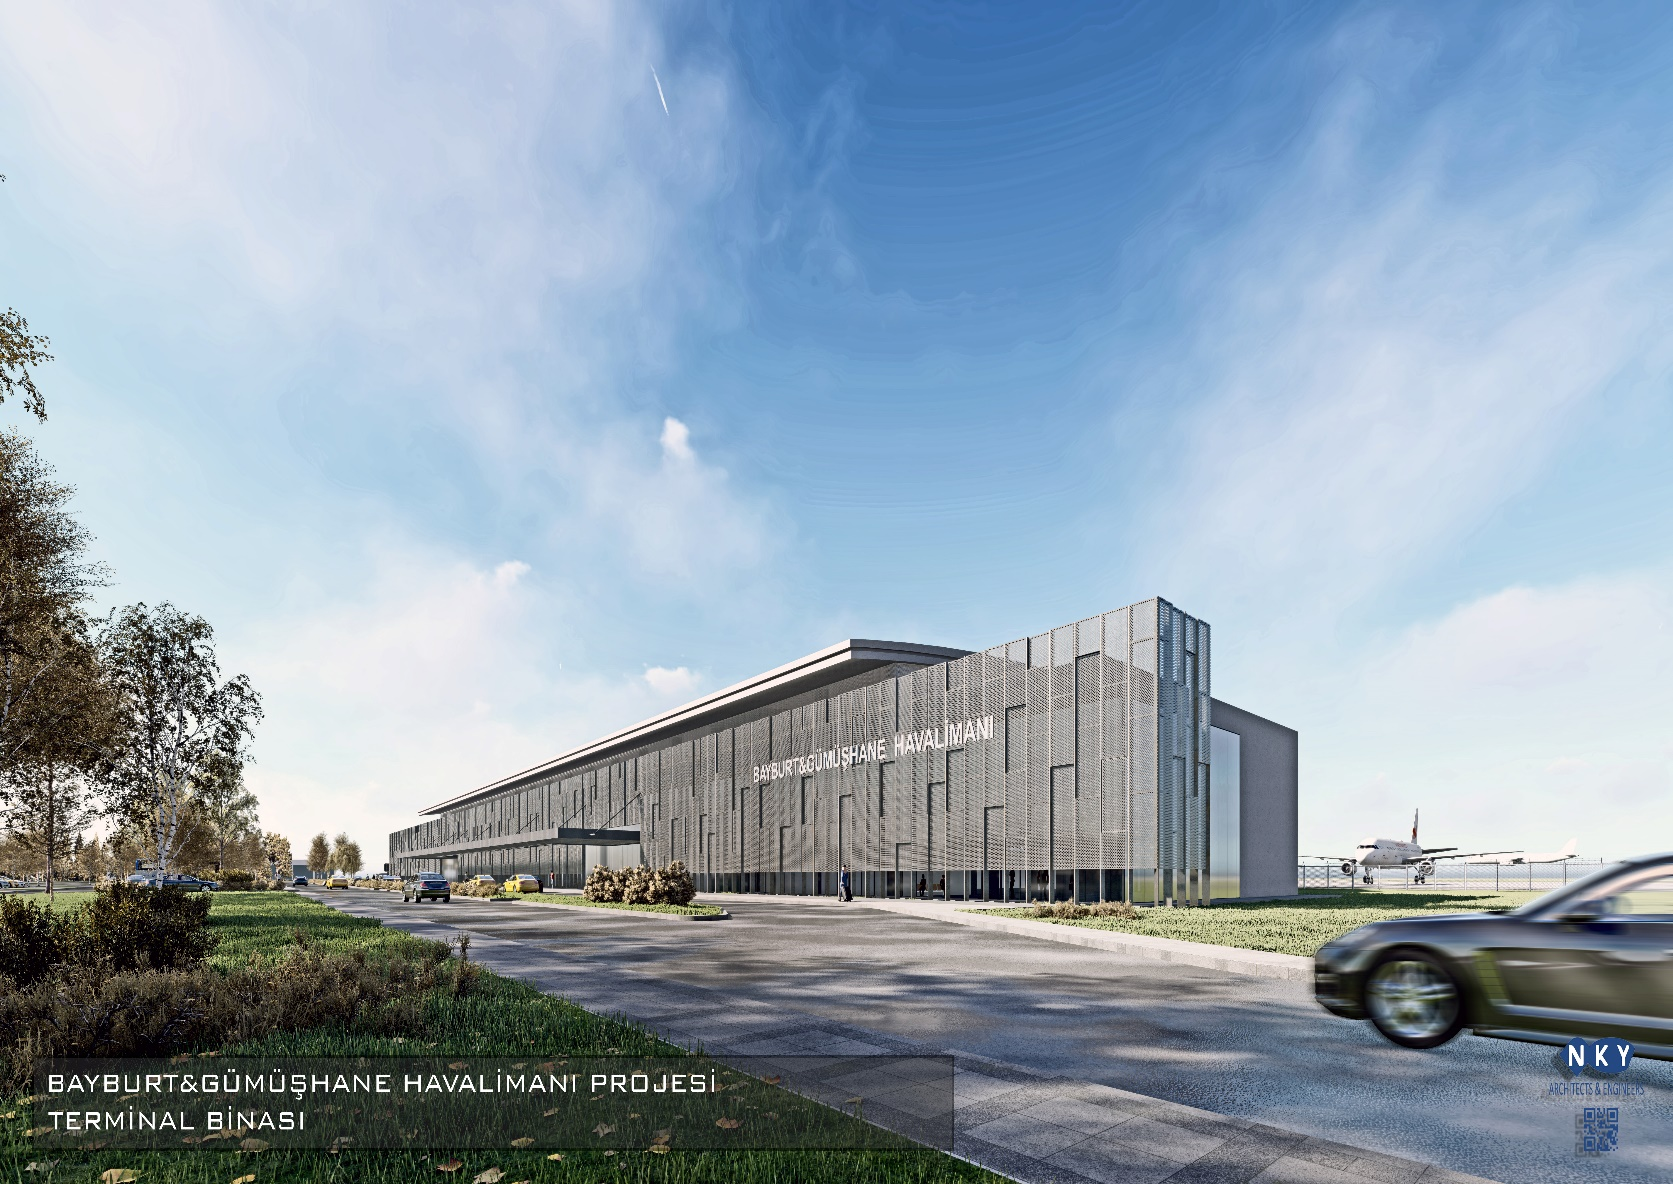 BAYBURT&GÜMÜŞHANE HAVALİMANI
BAYBURT&GÜMÜŞHANE HAVALİMANI PROJESİ
TERMİNAL BİNASI
NKY
ARCHITECTS & ENGINEERS